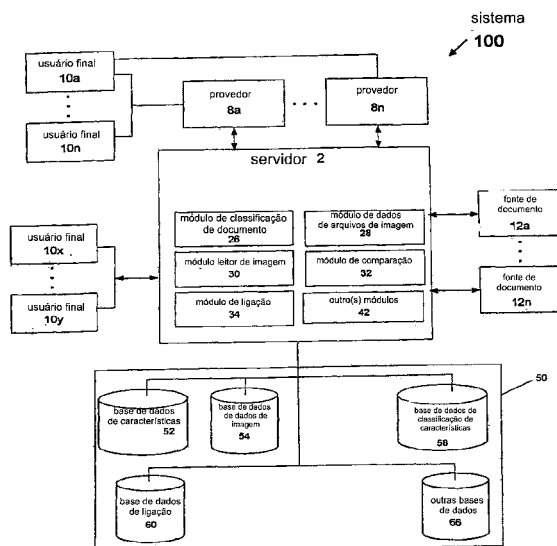 sistema
100
usuário final
10a
usuário final
10n
provedor
8a
provedor
8n
servidor 2
módulo de classificação
de documento
26
módulo de dados
de arquivos de imagem
28
módulo leitor de imagem
30
módulo de comparação
32
módulo de ligação
34
outro(s) módulos
42
usuário final
10x
usuário final
10y
fonte de
documento
12a
fonte de
documento
12n
50
base de dados
de características
52
base de dados
de dados de
imagem
54
base de dados de
classificação de
características
58
base de dados
de ligação
60
outras bases
de dados
66